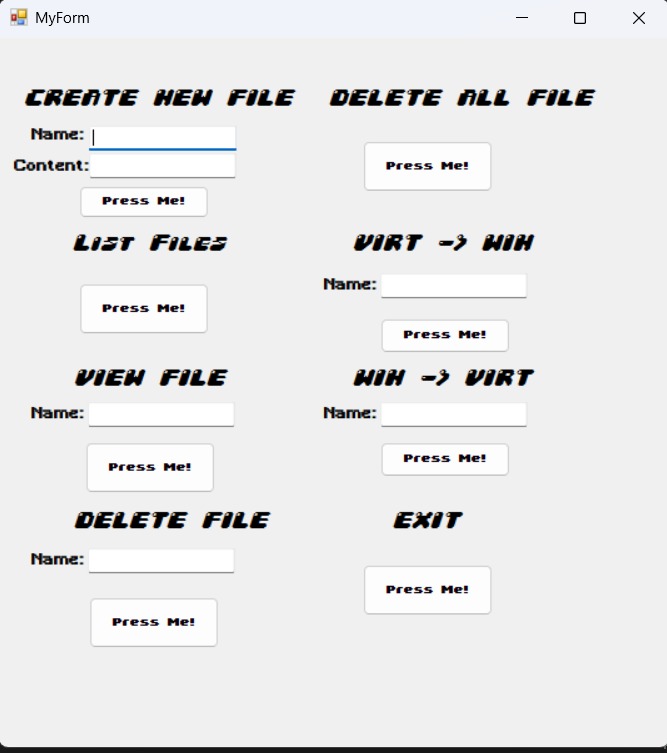 MyForm
CREATE NEW FILE
Name:
Content:
Press Me!
DELETE ALL FILE
Press Me!
List Files
Press Me!
VIRT -> WIN
Name:
Press Me!
VIEW FILE
Name:
Press Me!
WIN -> VIRT
Name:
Press Me!
DELETE FILE
Name:
Press Me!
EXIT
Press Me!